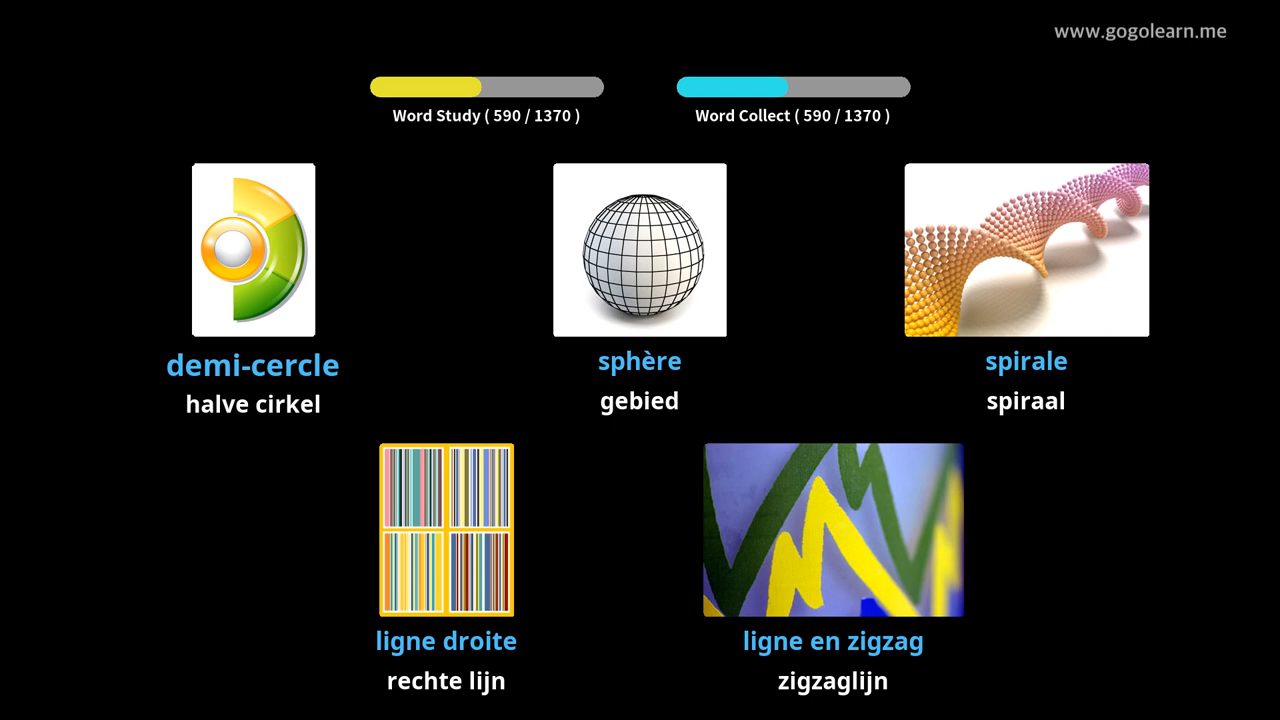 www.gogolearn.me
Word Study ( 590 / 1370 )
Word Collect ( 590 / 1370 )
demi-cercle
halve cirkel
sphère
gebied
spirale
spiraal
ligne droite
rechte lijn
ligne en zigzag
zigzaglijn